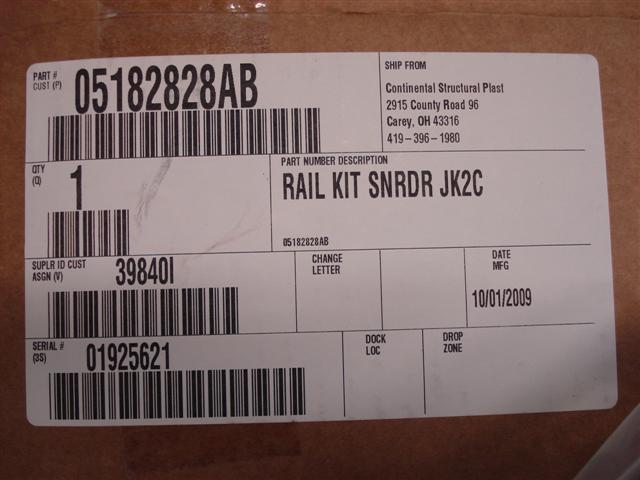 PART #
CUST (P)
05182828AB
SHIP FROM
Continental Structural Plast
2915 County Road 96
Carey, OH 43316
419-396-1980
QTY
(Q)
1
PART NUMBER DESCRIPTION
RAIL KIT SNRDR JK2C
05182828AB
SUPLR ID CUST
ASGN (V)
39840I
CHANGE
LETTER
DATE
MFG
10/01/2009
SERIAL #
(3S)
01925621
DOCK
LOC
DROP
ZONE